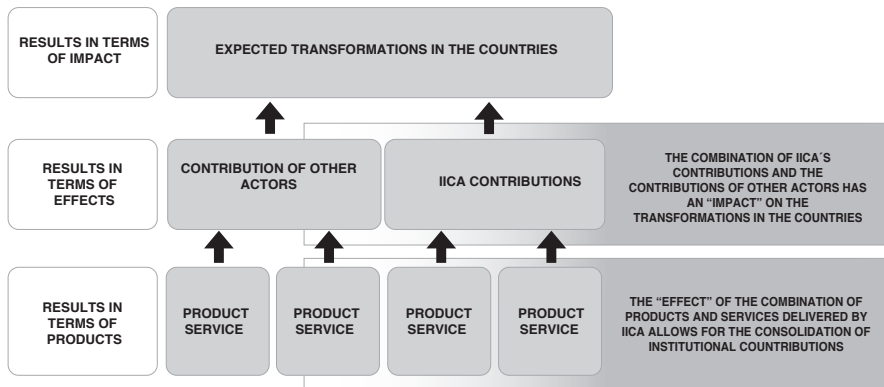 RESULTS IN TERMS
OF IMPACT
EXPECTED TRANSFORMATIONS IN THE COUNTRIES
RESULTS IN
TERMS OF
EFFECTS
CONTRIBUTION OF OTHER
ACTORS
IICA CONTRIBUTIONS
THE COMBINATION OF IICA´S
CONTRIBUTIONS AND THE
CONTRIBUTIONS OF OTHER ACTORS HAS
AN “IMPACT” ON THE
TRANSFORMATIONS IN THE COUNTRIES
RESULTS IN
TERMS OF
PRODUCTS
PRODUCT
SERVICE
PRODUCT
SERVICE
PRODUCT
SERVICE
PRODUCT
SERVICE
THE “EFFECT” OF THE COMBINATION OF
PRODUCTS AND SERVICES DELIVERED BY
IICA ALLOWS FOR THE CONSOLIDATION OF
INSTITUTIONAL COUNTRIBUTIONS